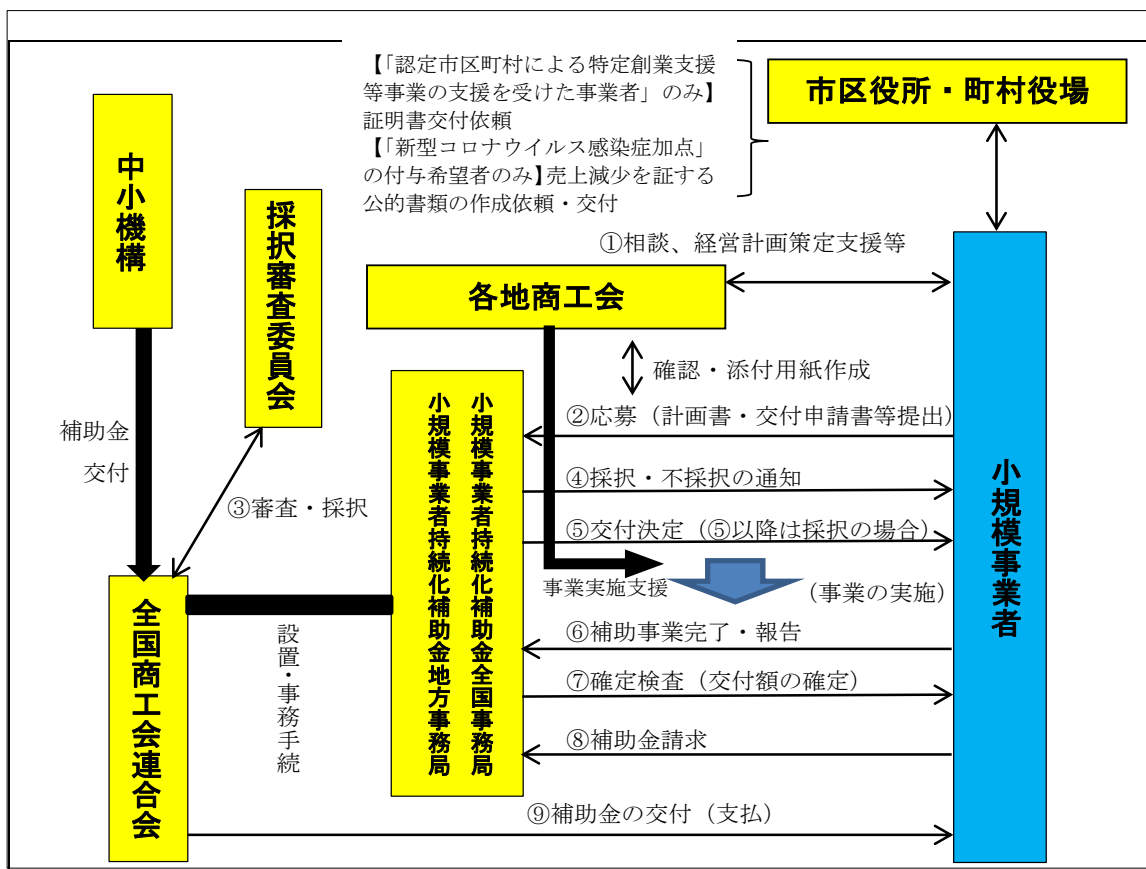 【「認定市区町村による特定創業支援
等事業の支援を受けた事業者」のみ】
証明書交付依頼
【「新型コロナウイルス感染症加点」
の付与希望者のみ】売上減少を証する
公的書類の作成依頼・交付
市区役所・町村役場
中小機構
採択審査委員会
①相談、経営計画策定支援等
各地商工会
確認・添付用紙作成
補助金
交付
③審査・採択
②応募（計画書・交付申請書等提出）
④採択・不採択の通知
⑤交付決定（⑤以降は採択の場合）
事業実施支援
（事業の実施）
⑥補助事業完了・報告
⑦確定検査（交付額の確定）
⑧補助金請求
⑨補助金の交付（支払）
小規模事業者持続化補助金全国事務局
小規模事業者持続化補助金地方事務局
設置・事務手続
全国商工会連合会
小規模事業者